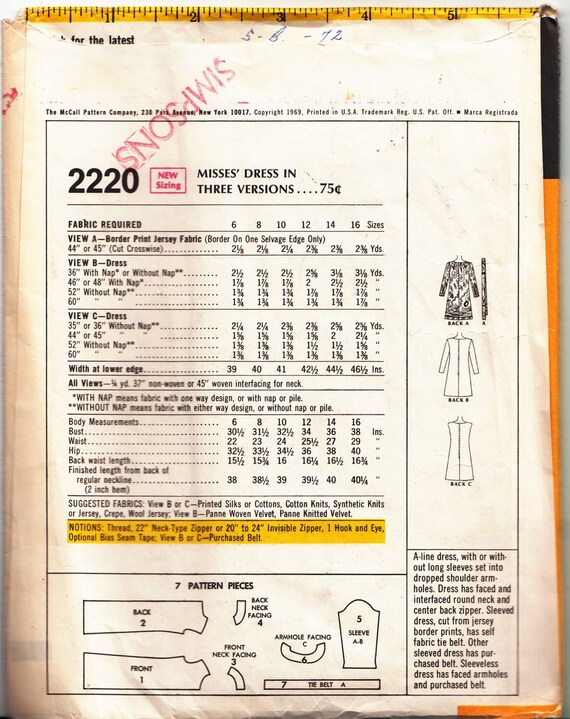 1 2 3 4 5
for the latest
5-B-72
SIMPSONS
The McCall Pattern Company, 230 Park Avenue, New York 10017. Copyright 1969, Printed in U.S.A. Trademark Reg. U.S. Pat. Off. ■ Marca Registrada
2220 NEW Sizing MISSES' DRESS IN
THREE VERSIONS....75¢
FABRIC REQUIRED 6 8 10 12 14 16 Sizes
VIEW A—Border Print Jersey Fabric (Border On One Selvage Edge Only)
44" or 45" (Cut Crosswise) 2⅛ 2⅛ 2¼ 2⅜ 2⅜ 2⅜ Yds.
VIEW B—Dress
36" With Nap* or Without Nap** 2½ 2½ 2½ 2⅝ 3⅛ 3⅛ Yds.
46" or 48" With Nap* 1⅞ 1⅞ 1⅞ 2 2½ 2½ "
52" Without Nap** 1¾ 1¾ 1¾ 1⅞ 1⅞ 1⅞ "
60" " " 1¾ 1¾ 1¾ 1¾ 1¾ 1⅞ "
VIEW C—Dress
35" or 36" Without Nap** 2¼ 2¼ 2⅜ 2⅜ 2⅝ 2⅝ Yds.
44" or 45" " 1⅝ 1⅝ 1⅝ 1⅝ 2 2¼ "
52" Without Nap** 1⅜ 1⅜ 1⅜ 1½ 1½ 1⅝ "
60" " " 1⅜ 1⅜ 1⅜ 1⅜ 1⅜ 1⅜ "
Width at lower edge 39 40 41 42½ 44½ 46½ Ins.
All Views—¾ yd. 37" non-woven or 45" woven interfacing for neck.
*WITH NAP means fabric with one way design, or with nap or pile.
**WITHOUT NAP means fabric with either way design, or without nap or pile.
Body Measurements 6 8 10 12 14 16
Bust 30½ 31½ 32½ 34 36 38 Ins.
Waist 22 23 24 25½ 27 29 "
Hip 32½ 33½ 34½ 36 38 40 "
Back waist length 15½ 15¾ 16 16¼ 16½ 16¾ "
Finished length from back of
regular neckline 38 38½ 39 39½ 40 40¼ "
(2 inch hem)
SUGGESTED FABRICS: View B or C—Printed Silks or Cottons, Cotton Knits, Synthetic Knits
or Jersey, Crepe, Wool Jersey; View B—Panne Woven Velvet, Panne Knitted Velvet.
NOTIONS: Thread, 22" Neck-Type Zipper or 20" to 24" Invisible Zipper, 1 Hook and Eye,
Optional Bias Seam Tape; View B or C—Purchased Belt.
BACK A A
BACK B
BACK C
7 PATTERN PIECES
BACK
2
BACK
NECK
FACING
4
FRONT
1
FRONT
NECK FACING
3
ARMHOLE FACING
C
6
5
SLEEVE
A-B
7 TIE BELT A
A-line dress, with or with-
out long sleeves set into
dropped shoulder arm-
holes. Dress has faced and
interfaced round neck and
center back zipper. Sleeved
dress, cut from jersey
border prints, has self
fabric tie belt. Other
sleeved dress has pur-
chased belt. Sleeveless
dress has faced armholes
and purchased belt.